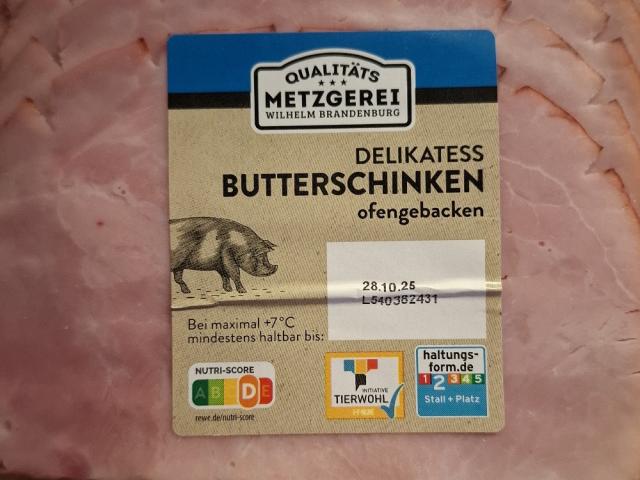 QUALITÄTS
METZGEREI
WILHELM BRANDENBURG
DELIKATESS
BUTTERSCHINKEN
ofengebacken
28.10.25
L540382431
Bei maximal +7°C
mindestens haltbar bis:
NUTRI-SCORE
A B C D E
rewe.de/nutri-score
INITIATIVE
TIERWOHL
haltungs-
form.de
1 2 3 4 5
Stall + Platz